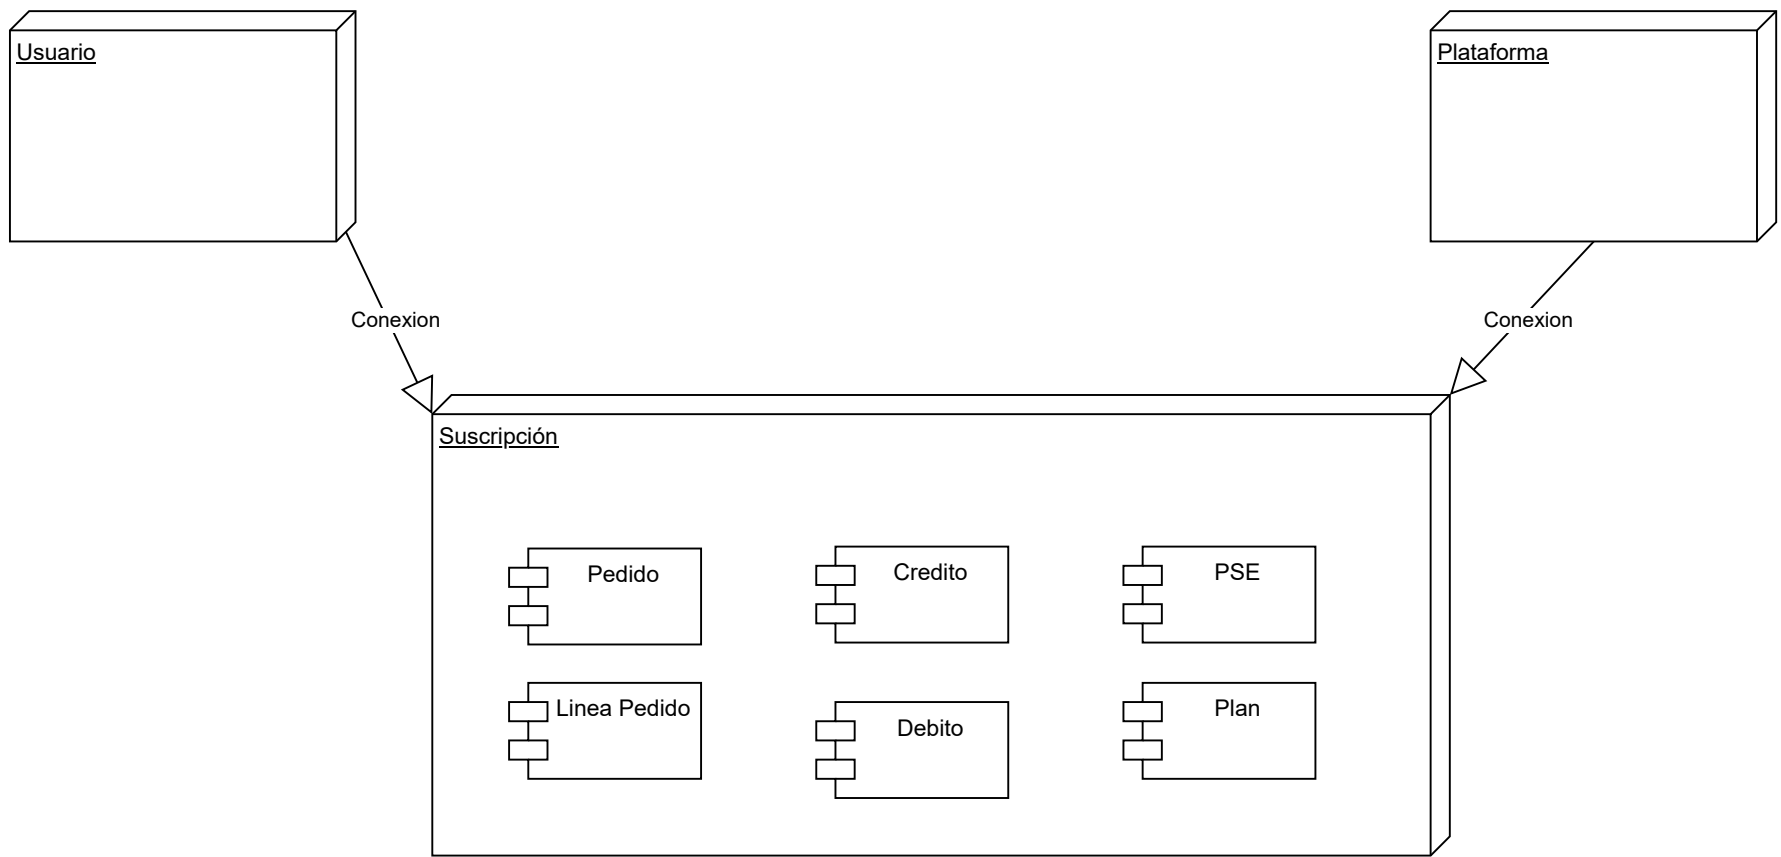 Usuario
Plataforma
Conexion
Conexion
Suscripción
Pedido
Credito
PSE
Linea Pedido
Debito
Plan